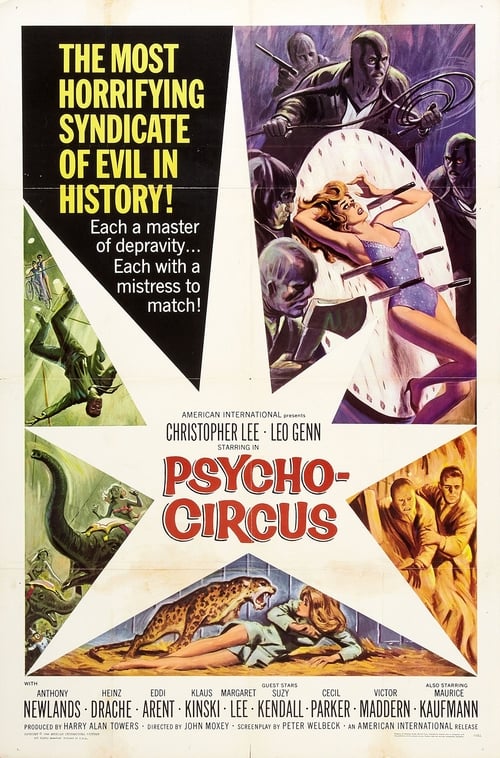 THE MOST
HORRIFYING
SYNDICATE
OF EVIL IN
HISTORY!
Each a master
of depravity...
Each with a
mistress to
match!
AMERICAN INTERNATIONAL presents
CHRISTOPHER LEE · LEO GENN
STARRING IN
PSYCHO-
CIRCUS
WITH
GUEST STARS
ALSO STARRING
ANTHONY HEINZ EDDI KLAUS MARGARET SUZY CECIL VICTOR MAURICE
NEWLANDS · DRACHE · ARENT · KINSKI · LEE · KENDALL · PARKER · MADDERN · KAUFMANN
PRODUCED BY HARRY ALAN TOWERS · DIRECTED BY JOHN MOXEY · SCREENPLAY BY PETER WELBECK · AN AMERICAN INTERNATIONAL RELEASE